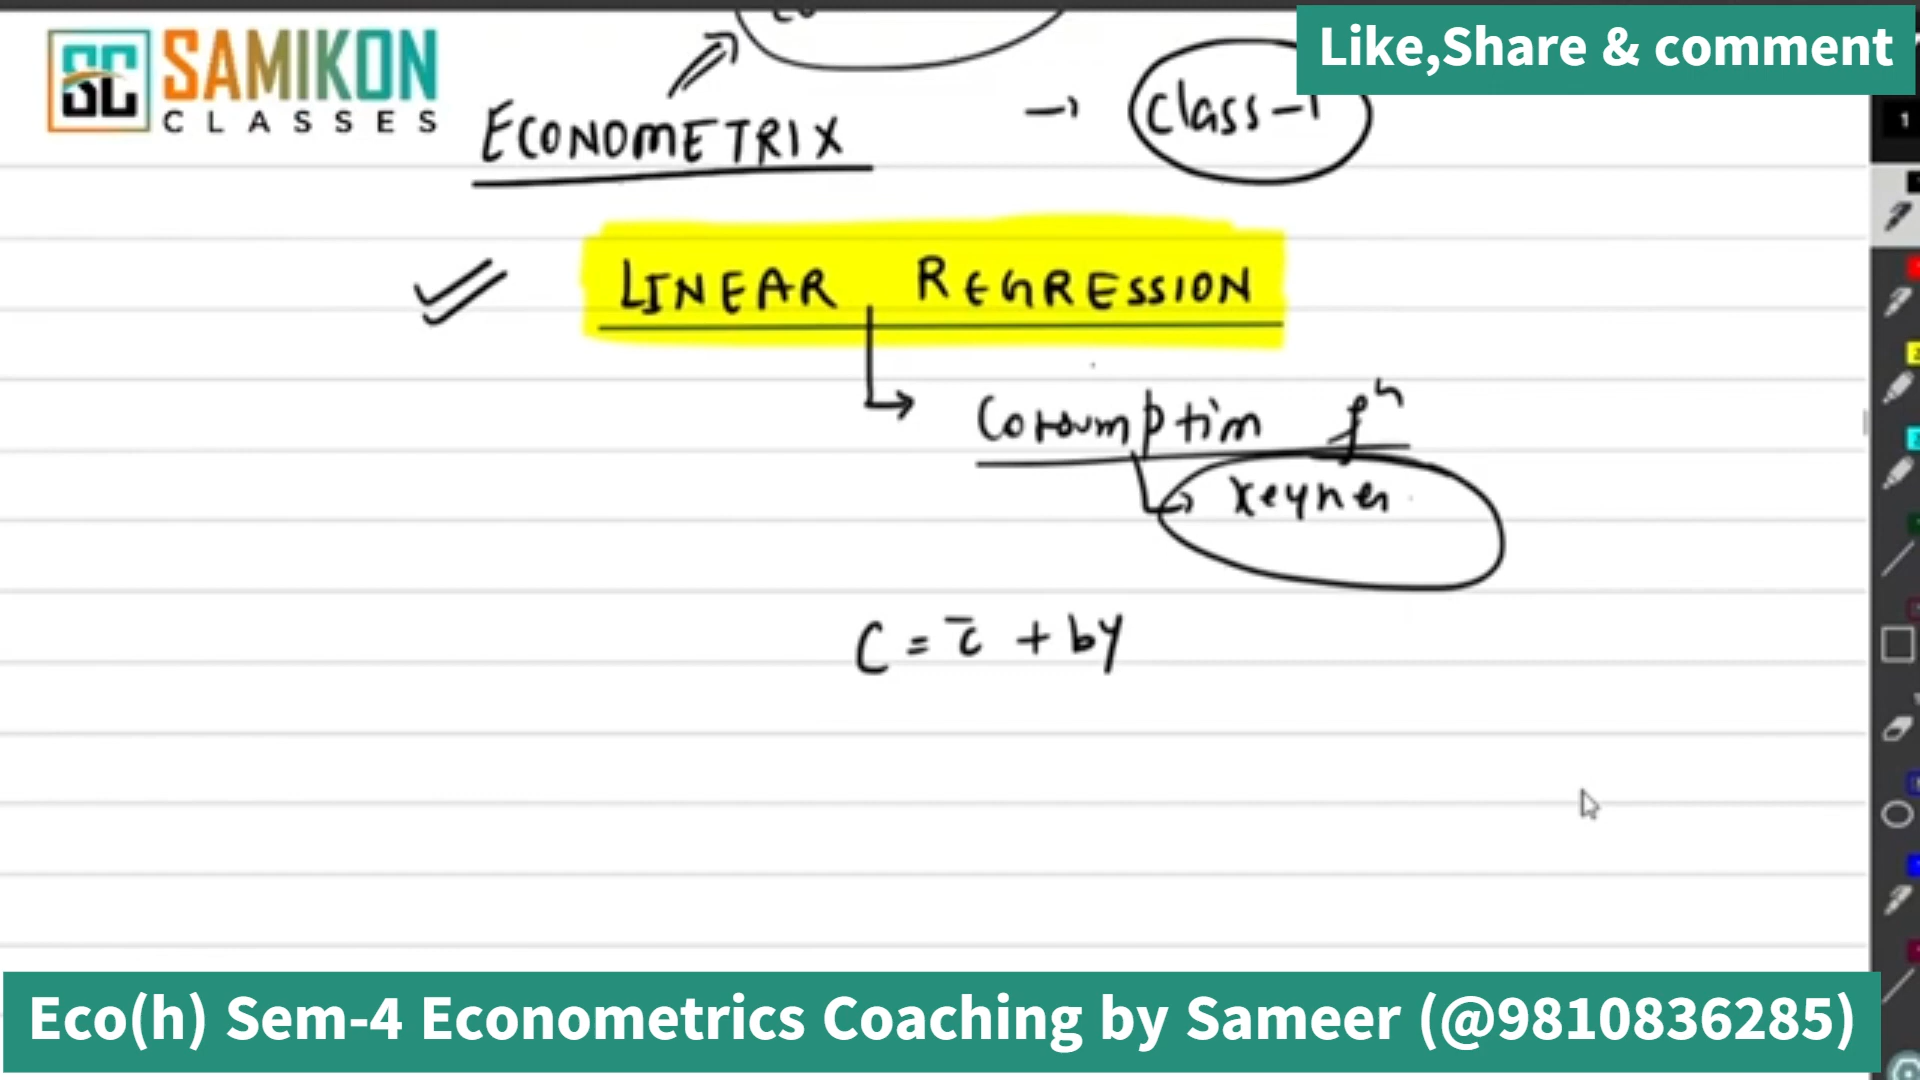 Like,Share & comment
SAMIKON
CLASSES
ECONOMETRIX → Class-1
LINEAR REGRESSION
Consumption fn
Keynes
C = c̄ + by
Eco(h) Sem-4 Econometrics Coaching by Sameer (@9810836285)